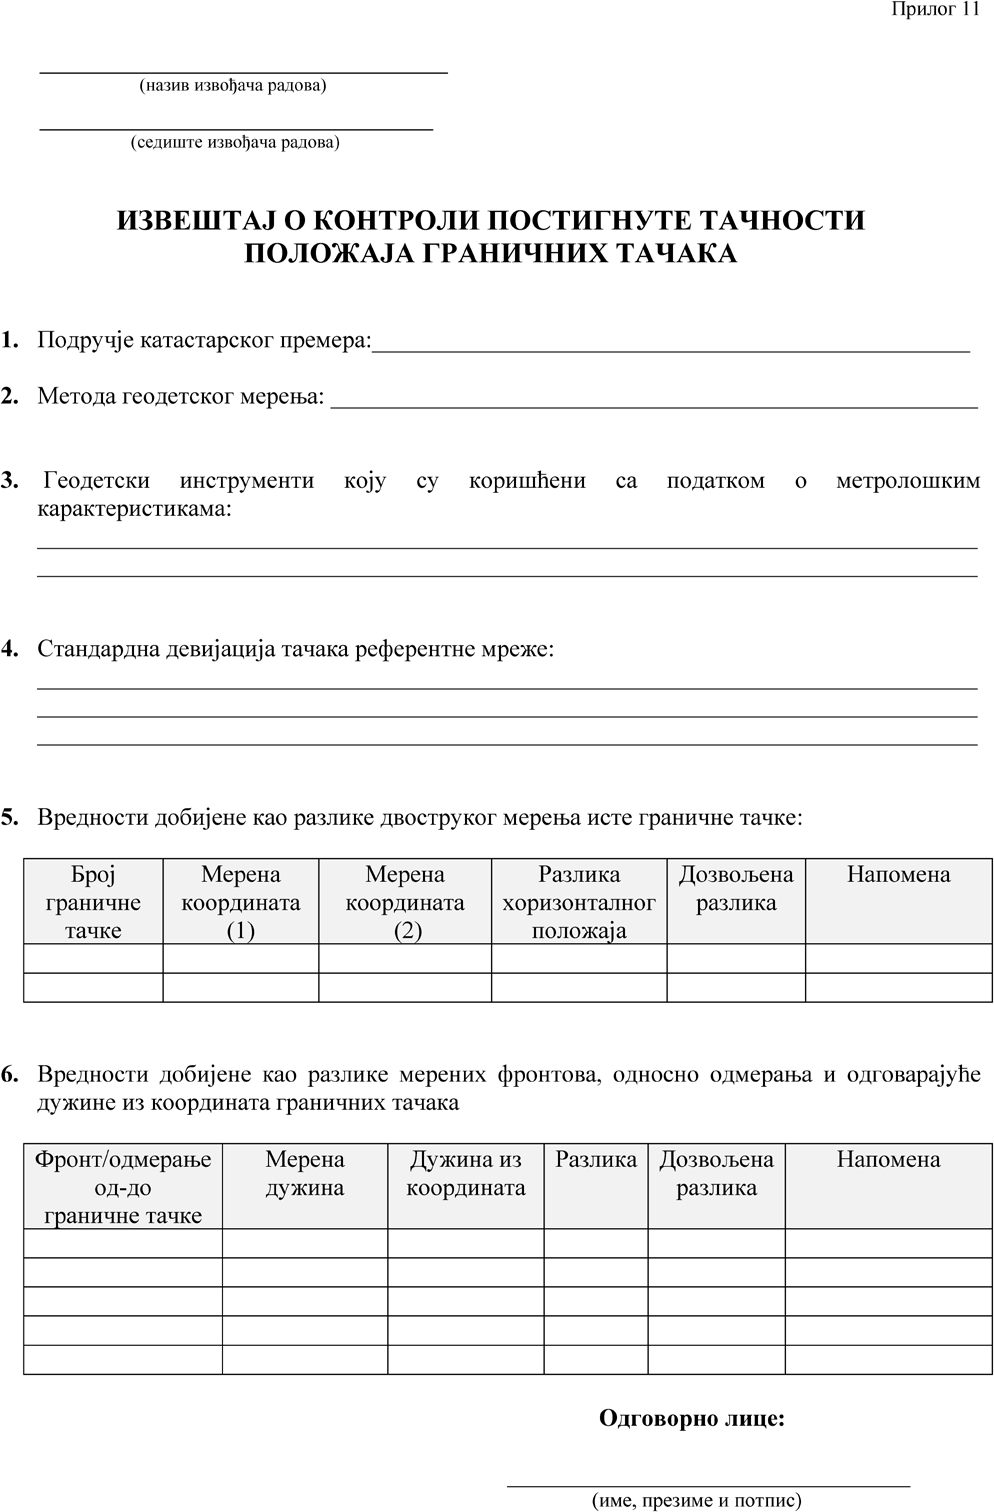 Прилог 11
(назив извођача радова)
(седиште извођача радова)
ИЗВЕШТАЈ О КОНТРОЛИ ПОСТИГНУТЕ ТАЧНОСТИ
ПОЛОЖАЈА ГРАНИЧНИХ ТАЧАКА
1. Подручје катастарског премера:
2. Метода геодетског мерења:
3. Геодетски инструменти коју су коришћени са податком о метролошким
карактеристикама:
4. Стандардна девијација тачака референтне мреже:
5. Вредности добијене као разлике двоструког мерења исте граничне тачке:
Број граничне тачке | Мерена координата (1) | Мерена координата (2) | Разлика хоризонталног положаја | Дозвољена разлика | Напомена
6. Вредности добијене као разлике мерених фронтова, односно одмерања и одговарајуће
дужине из координата граничних тачака
Фронт/одмерање од-до граничне тачке | Мерена дужина | Дужина из координата | Разлика | Дозвољена разлика | Напомена
Одговорно лице:
(име, презиме и потпис)